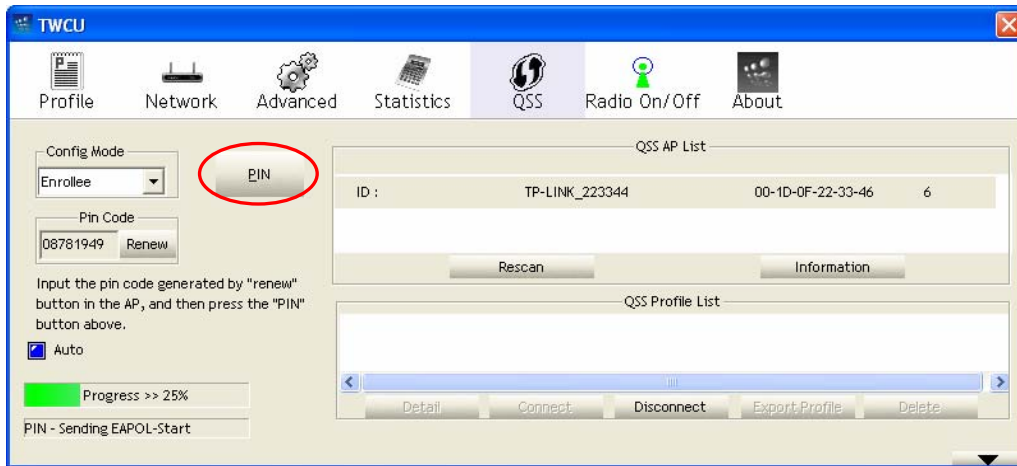 TWCU
Profile Network Advanced Statistics QSS Radio On/Off About
Config Mode
Enrollee
PIN
Pin Code
08781949 Renew
Input the pin code generated by "renew"
button in the AP, and then press the "PIN"
button above.
Auto
Progress >> 25%
PIN - Sending EAPOL-Start
QSS AP List
ID : TP-LINK_223344 00-1D-0F-22-33-46 6
Rescan Information
QSS Profile List
Detail Connect Disconnect Export Profile Delete